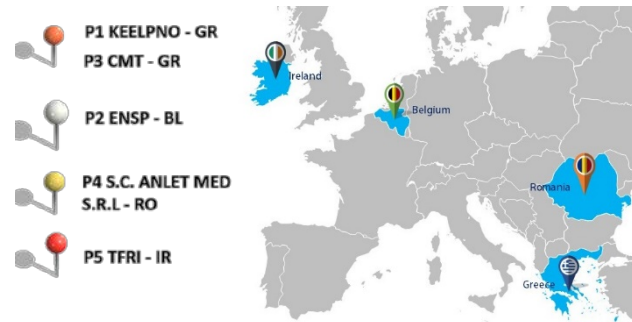 P1 KEELPNO - GR
P3 CMT - GR
P2 ENSP - BL
P4 S.C. ANLET MED
S.R.L - RO
P5 TFRI - IR
Ireland
Belgium
Romania
Greece